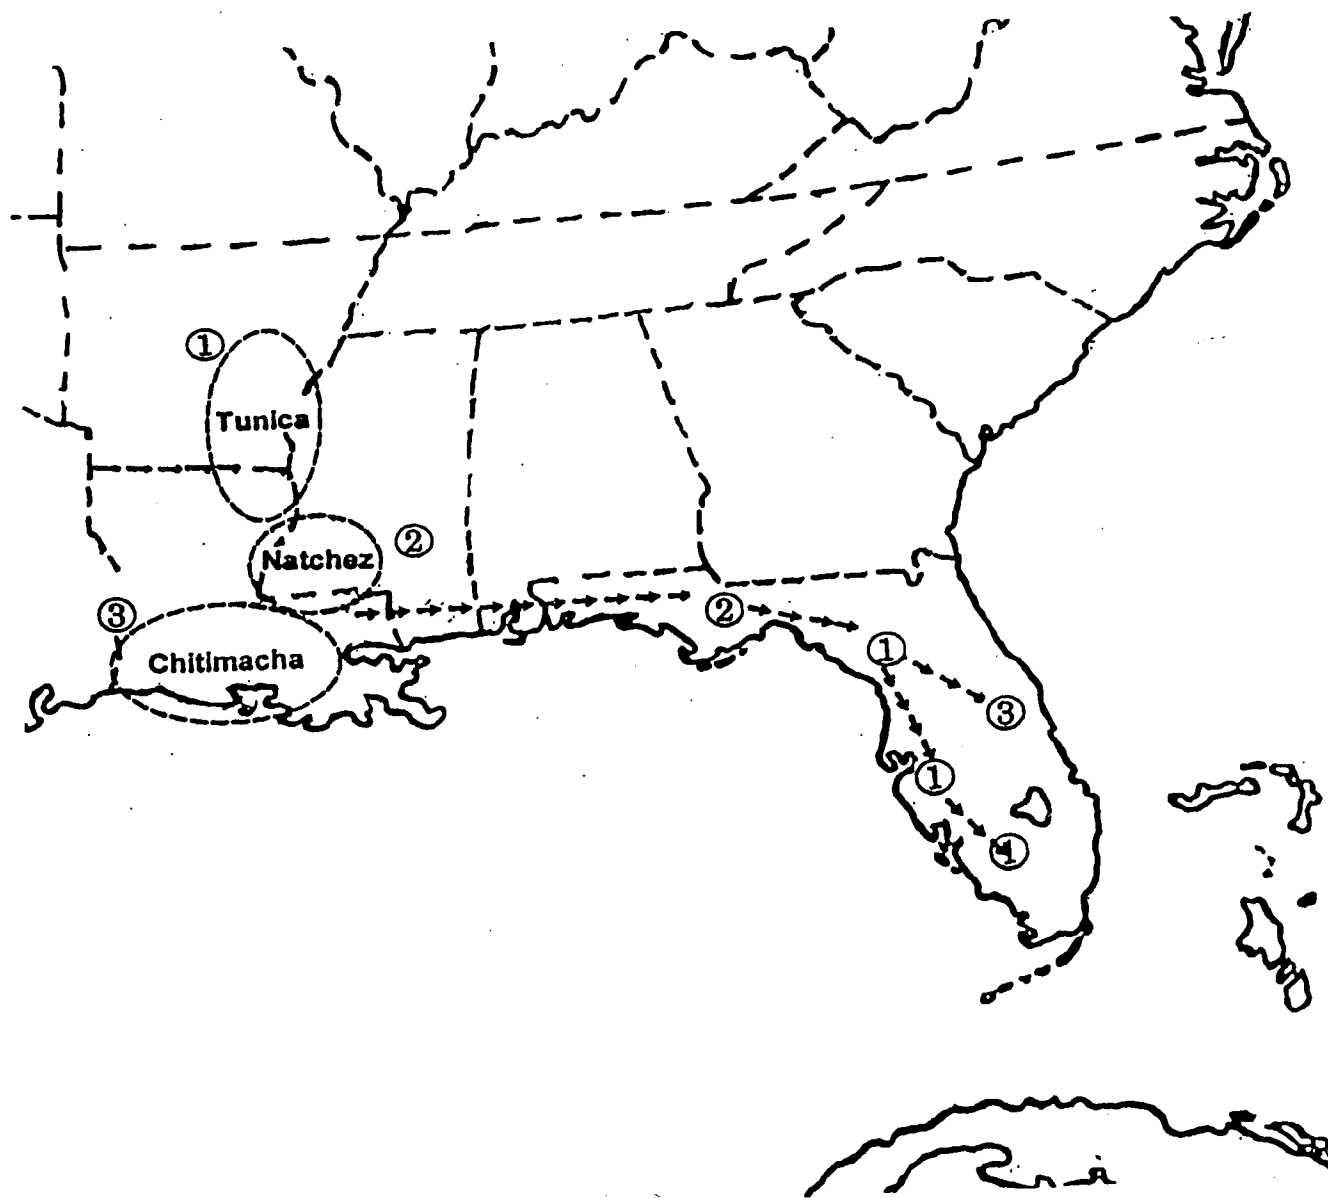 ①
Tunica
②
Natchez
③
②
Chitimacha
①
③
①
①